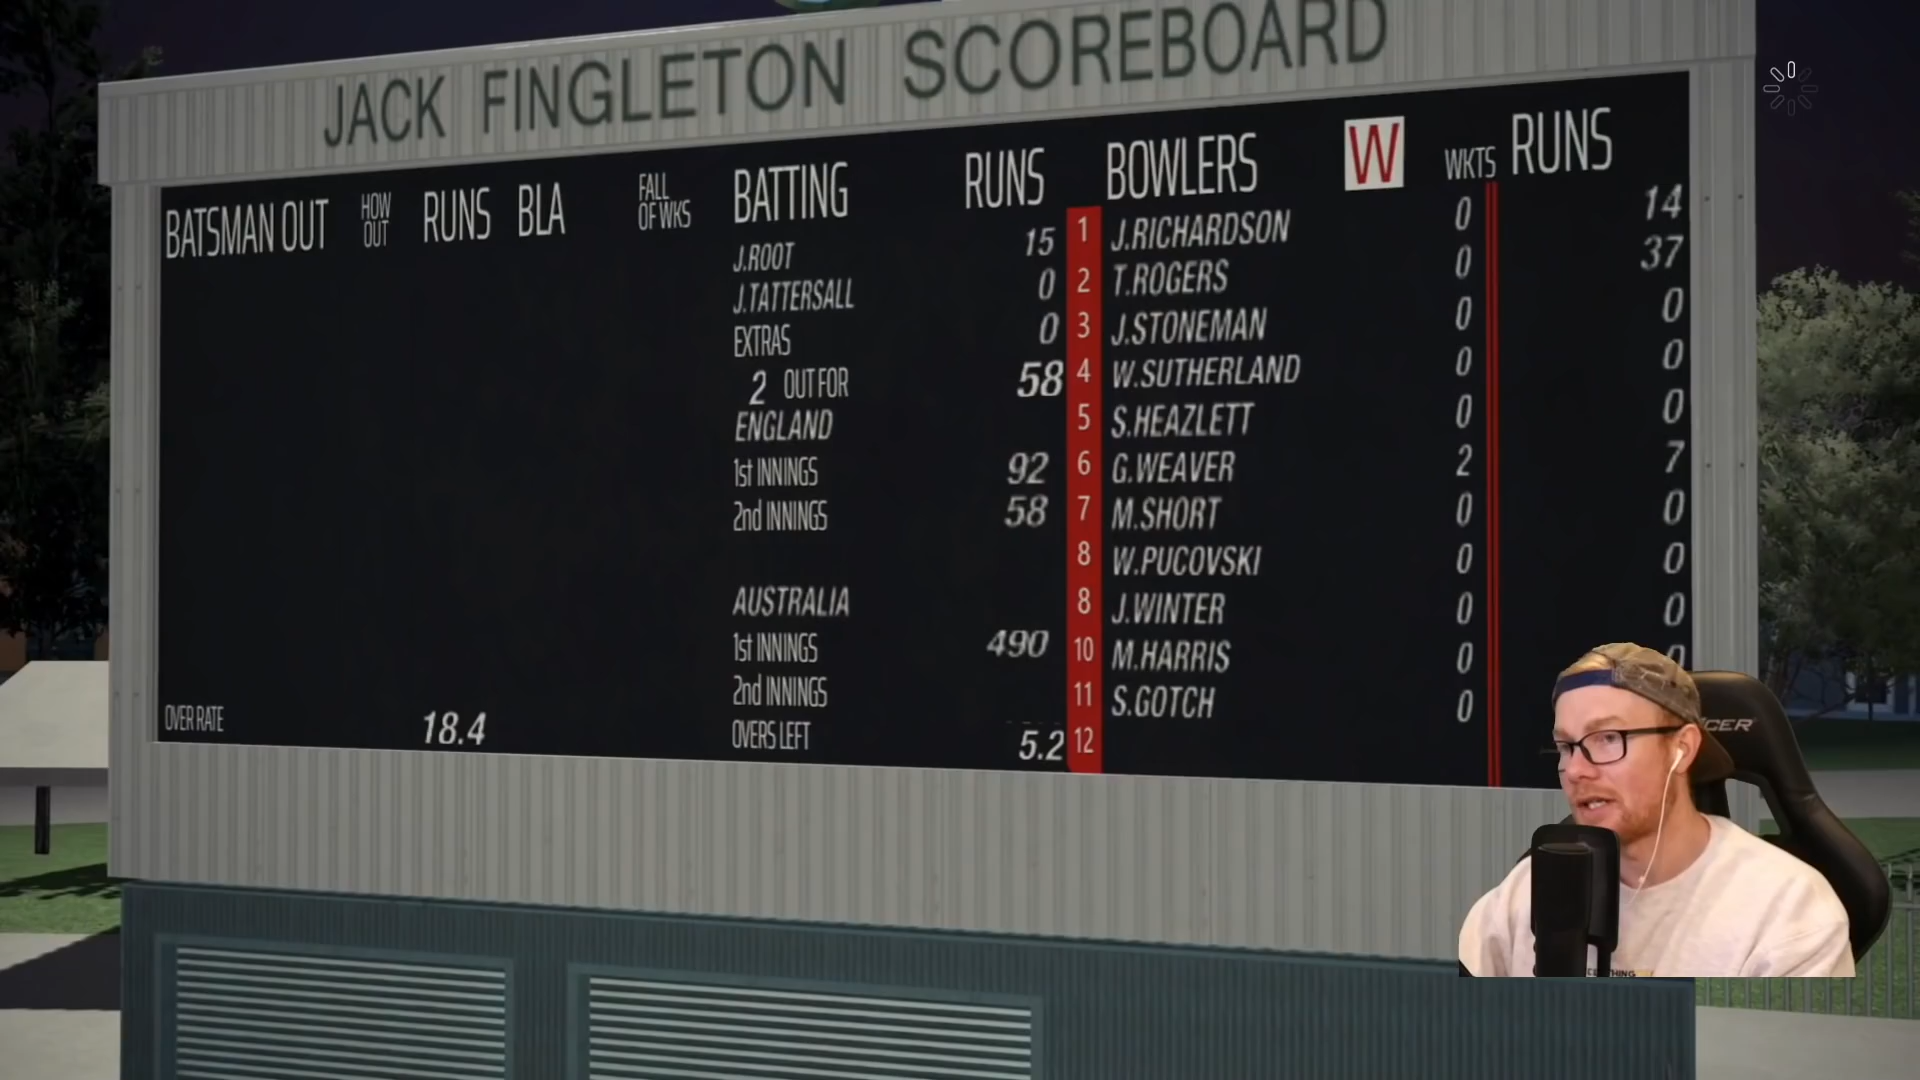 JACK FINGLETON SCOREBOARD
BATSMAN OUT HOW OUT RUNS BLA FALL OF WKS BATTING RUNS BOWLERS W WKTS RUNS
J.ROOT 15 1 J.RICHARDSON 0 14
J.TATTERSALL 0 2 T.ROGERS 0 37
EXTRAS 0 3 J.STONEMAN 0 0
2 OUT FOR 58 4 W.SUTHERLAND 0 0
ENGLAND 5 S.HEAZLETT 0 0
1st INNINGS 92 6 G.WEAVER 2 7
2nd INNINGS 58 7 M.SHORT 0 0
8 W.PUCOVSKI 0 0
AUSTRALIA 8 J.WINTER 0 0
1st INNINGS 490 10 M.HARRIS 0 0
2nd INNINGS 11 S.GOTCH 0
OVER RATE 18.4 OVERS LEFT 5.2 12